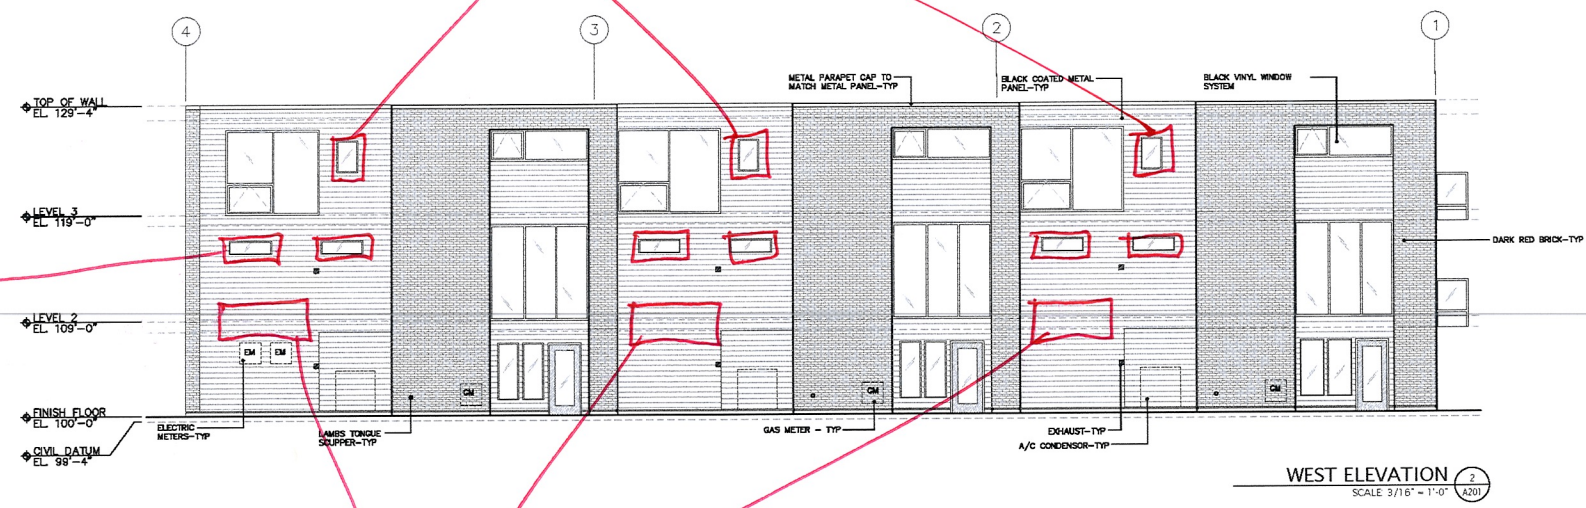 4
3
2
1
METAL PARAPET CAP TO
MATCH METAL PANEL-TYP
BLACK COATED METAL
PANEL-TYP
BLACK VINYL WINDOW
SYSTEM
TOP OF WALL
EL. 129'-4"
LEVEL 3
EL. 119'-0"
DARK RED BRICK-TYP
LEVEL 2
EL. 109'-0"
EM
EM
GM
GM
GM
FINISH FLOOR
EL. 100'-0"
ELECTRIC
METERS-TYP
LAMBS TONGUE
SCUPPER-TYP
GAS METER - TYP
EXHAUST-TYP
A/C CONDENSOR-TYP
CIVIL DATUM
EL. 99'-4"
WEST ELEVATION
SCALE: 3/16" = 1'-0"
2
A201